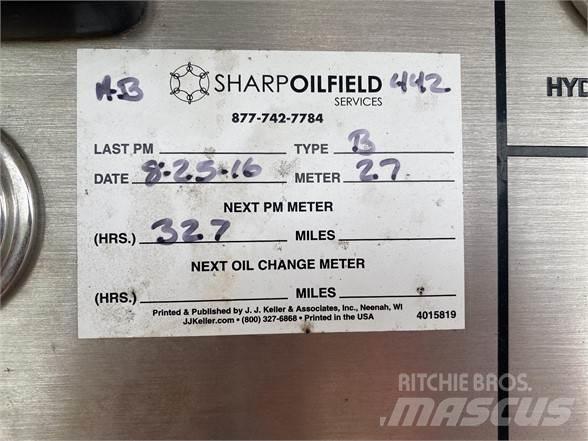 A-B SHARPOILFIELD 442
SERVICES
877-742-7784
LAST PM TYPE B
DATE 8-25-16 METER 27
NEXT PM METER
(HRS.) 327 MILES
NEXT OIL CHANGE METER
(HRS.) MILES
Printed & Published by J. J. Keller & Associates, Inc., Neenah, WI
JJKeller.com • (800) 327-6868 • Printed in the USA 4015819
HYD
RITCHIE BROS.
MASCUS